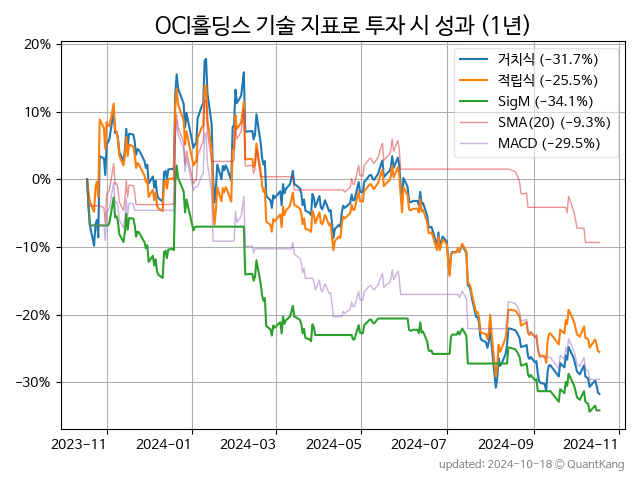 OCI홀딩스 기술 지표로 투자 시 성과 (1년)
거치식 (−31.7%)
적립식 (−25.5%)
SigM (−34.1%)
SMA(20) (−9.3%)
MACD (−29.5%)
20%
10%
0%
−10%
−20%
−30%
2023-11
2024-01
2024-03
2024-05
2024-07
2024-09
2024-11
updated: 2024-10-18 © QuantKang